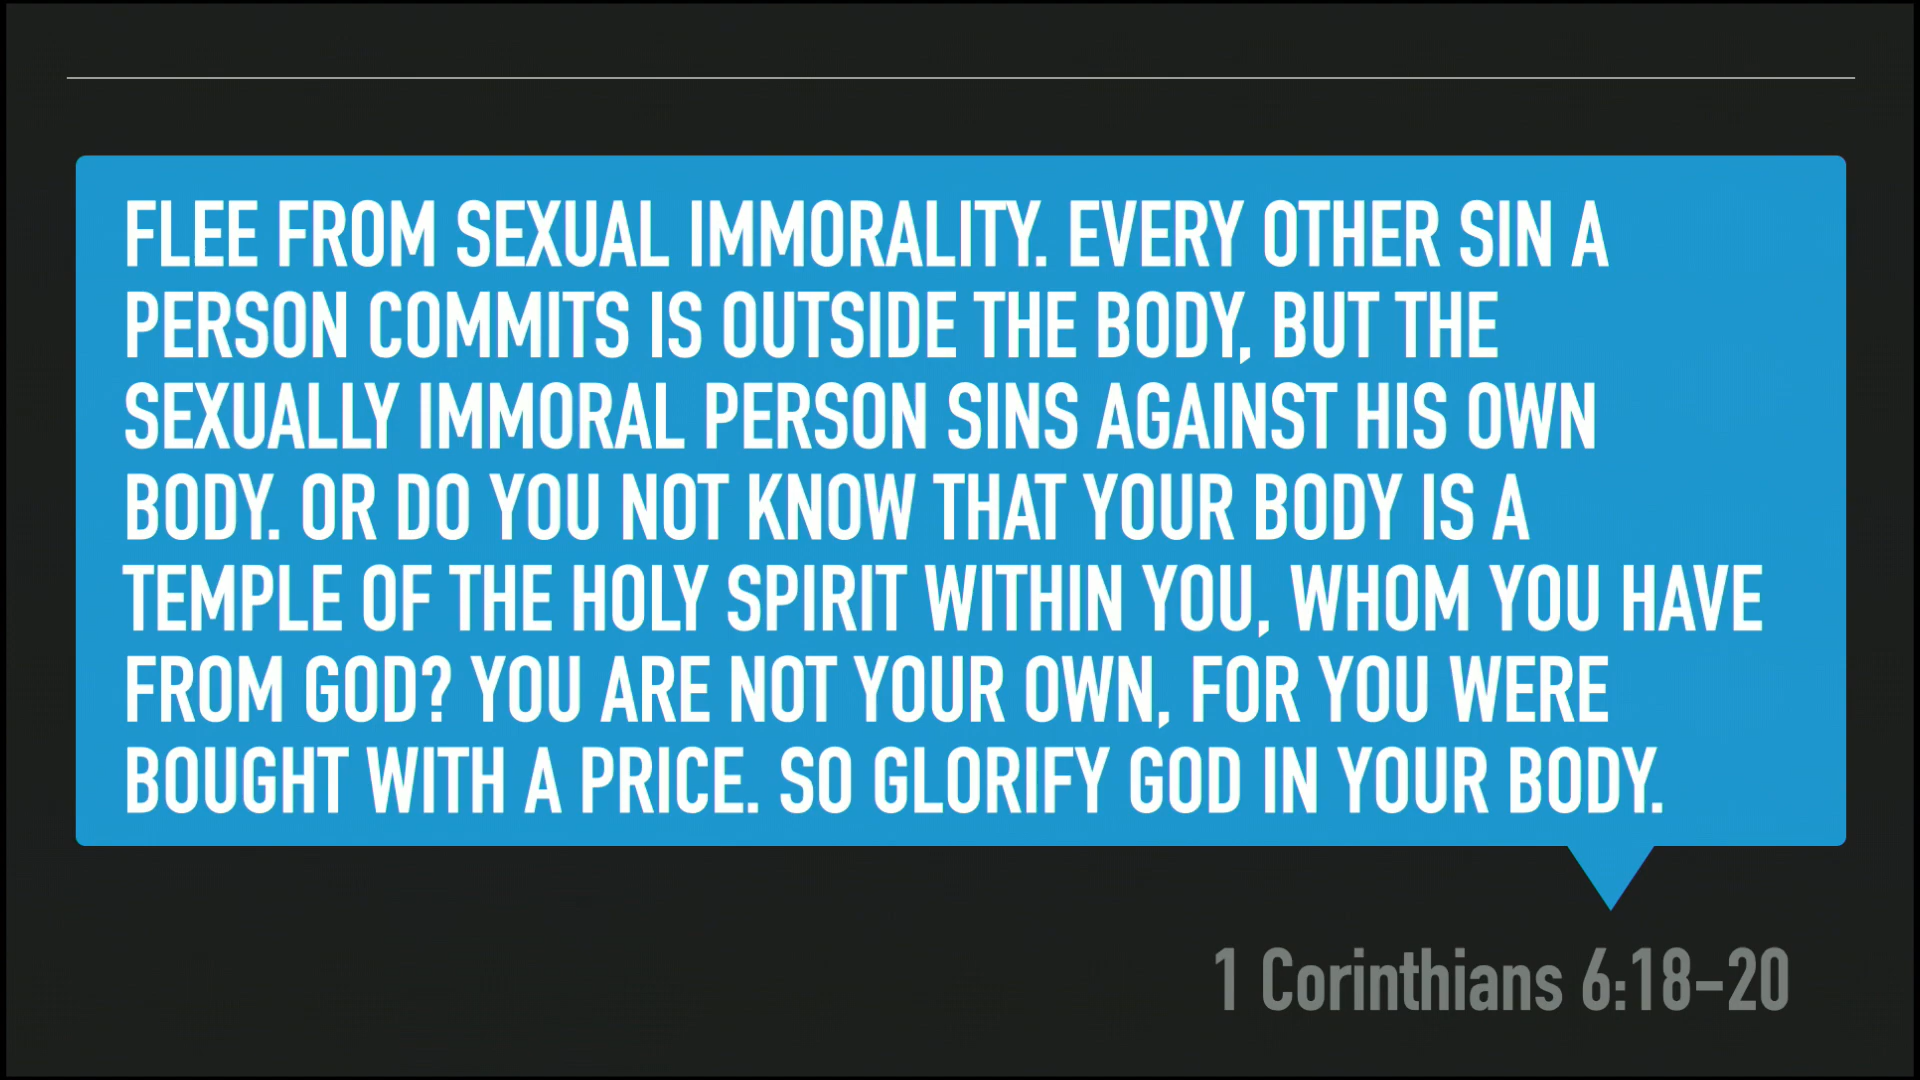 FLEE FROM SEXUAL IMMORALITY. EVERY OTHER SIN A
PERSON COMMITS IS OUTSIDE THE BODY, BUT THE
SEXUALLY IMMORAL PERSON SINS AGAINST HIS OWN
BODY. OR DO YOU NOT KNOW THAT YOUR BODY IS A
TEMPLE OF THE HOLY SPIRIT WITHIN YOU, WHOM YOU HAVE
FROM GOD? YOU ARE NOT YOUR OWN, FOR YOU WERE
BOUGHT WITH A PRICE. SO GLORIFY GOD IN YOUR BODY.
1 Corinthians 6:18-20